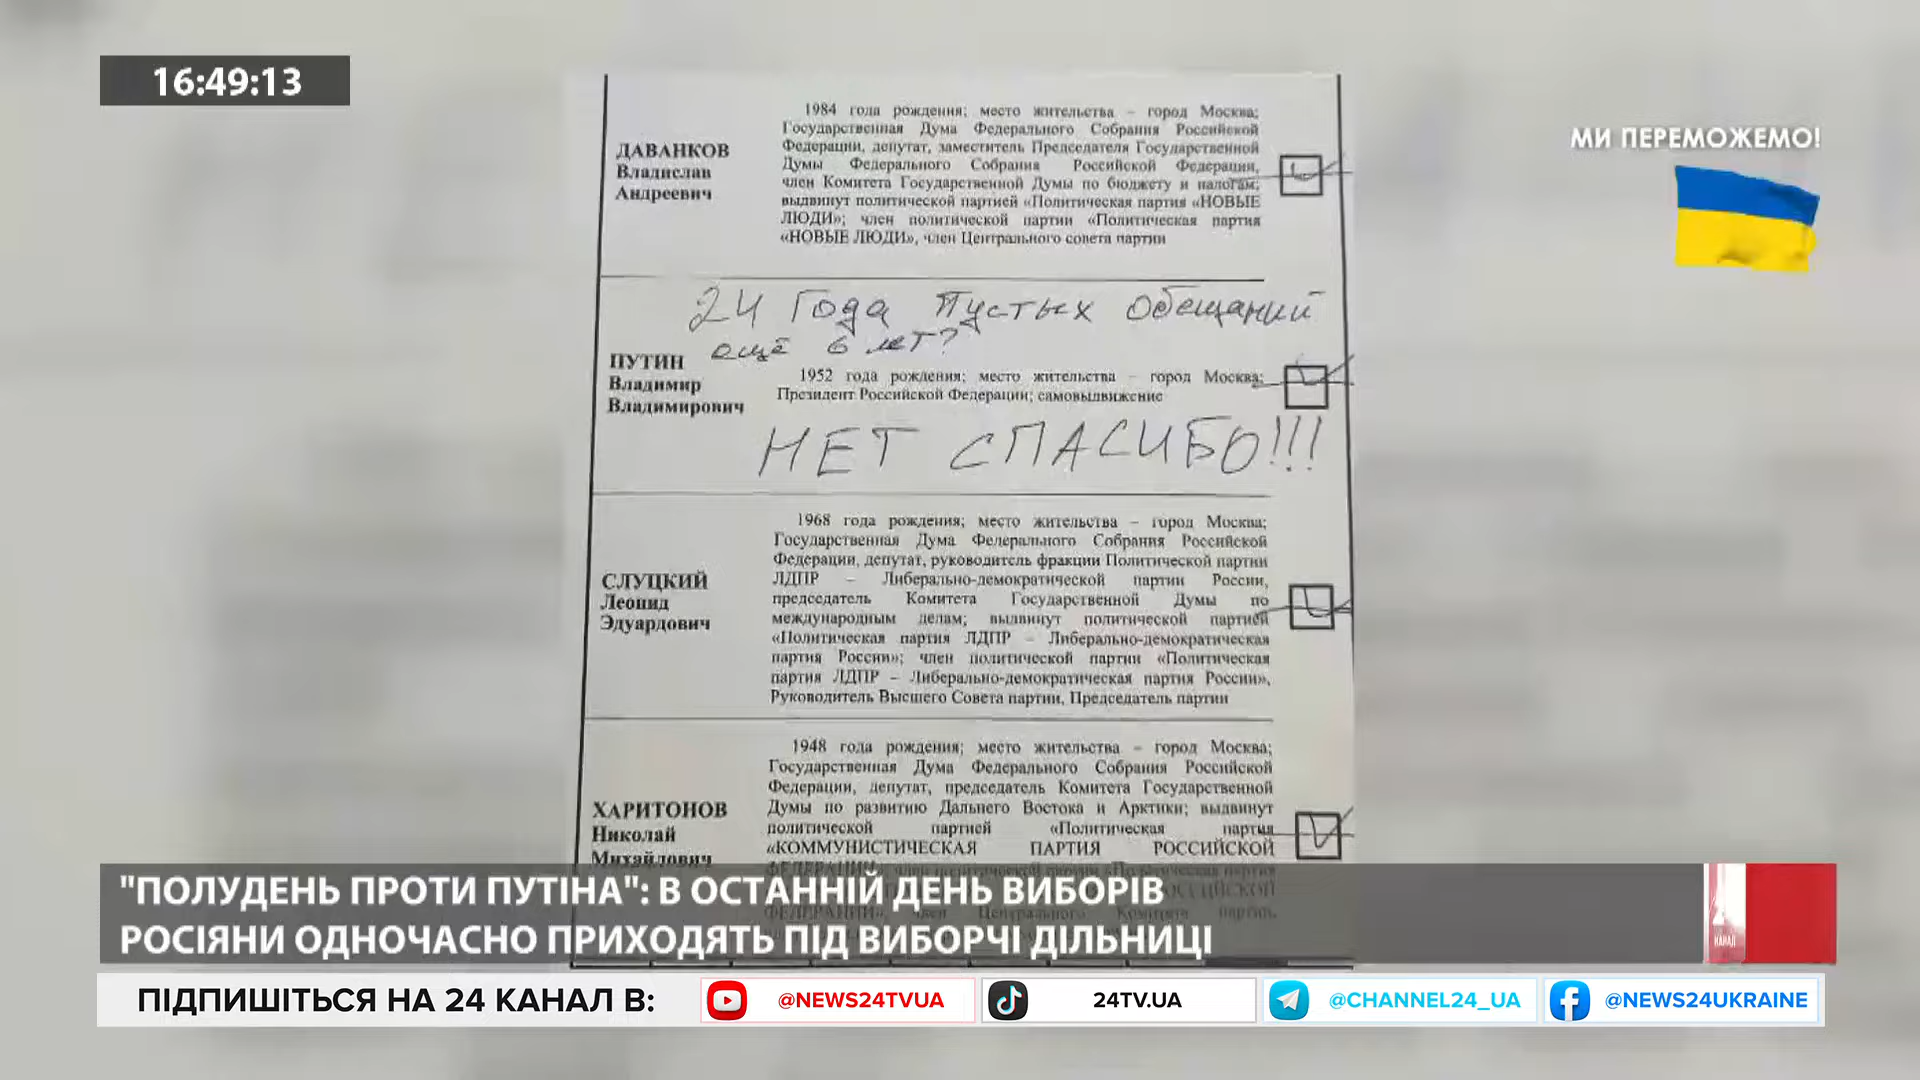 16:49:13
МИ ПЕРЕМОЖЕМО!
ДАВАНКОВ
Владислав
Андреевич
1984 года рождения; место жительства – город Москва;
Государственная Дума Федерального Собрания Российской
Федерации, депутат, заместитель Председателя Государственной
Думы Федерального Собрания Российской Федерации,
член Комитета Государственной Думы по бюджету и налогам;
выдвинут политической партией «Политическая партия «НОВЫЕ
ЛЮДИ»; член политической партии «Политическая партия
«НОВЫЕ ЛЮДИ», член Центрального совета партии
24 года пустых обещаний
ещё 6 лет?
ПУТИН
Владимир
Владимирович
1952 года рождения; место жительства – город Москва;
Президент Российской Федерации; самовыдвижение
НЕТ СПАСИБО!!!
СЛУЦКИЙ
Леонид
Эдуардович
1968 года рождения; место жительства – город Москва;
Государственная Дума Федерального Собрания Российской
Федерации, депутат, руководитель фракции Политической партии
ЛДПР – Либерально-демократической партии России,
председатель Комитета Государственной Думы по
международным делам; выдвинут политической партией
«Политическая партия ЛДПР – Либерально-демократическая
партия России»; член политической партии «Политическая
партия ЛДПР – Либерально-демократическая партия России»,
Руководитель Высшего Совета партии, Председатель партии
ХАРИТОНОВ
Николай
Михайлович
1948 года рождения; место жительства – город Москва;
Государственная Дума Федерального Собрания Российской
Федерации, депутат, председатель Комитета Государственной
Думы по развитию Дальнего Востока и Арктики; выдвинут
политической партией «Политическая партия
«КОММУНИСТИЧЕСКАЯ ПАРТИЯ РОССИЙСКОЙ
"ПОЛУДЕНЬ ПРОТИ ПУТІНА": В ОСТАННІЙ ДЕНЬ ВИБОРІВ
РОСІЯНИ ОДНОЧАСНО ПРИХОДЯТЬ ПІД ВИБОРЧІ ДІЛЬНИЦІ
24
КАНАЛ
ПІДПИШІТЬСЯ НА 24 КАНАЛ В:
@NEWS24TVUA
24TV.UA
@CHANNEL24_UA
@NEWS24UKRAINE